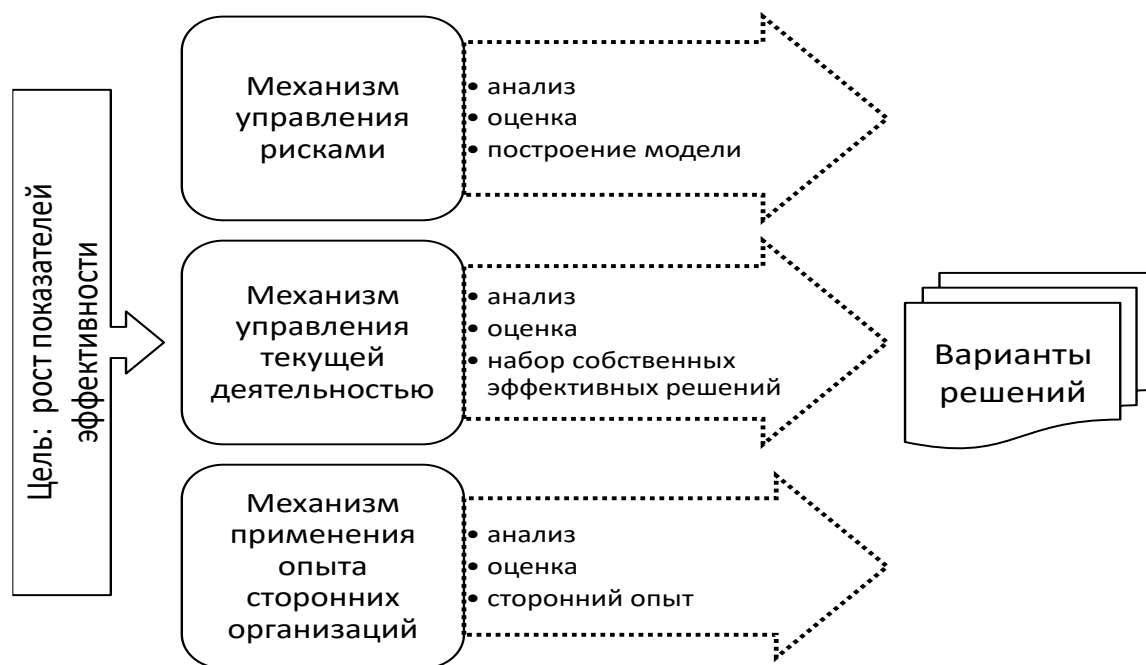 Цель: рост показателей
эффективности
Механизм
управления
рисками
• анализ
• оценка
• построение модели
Механизм
управления
текущей
деятельностью
• анализ
• оценка
• набор собственных
эффективных решений
Механизм
применения
опыта
сторонних
организаций
• анализ
• оценка
• сторонний опыт
Варианты
решений